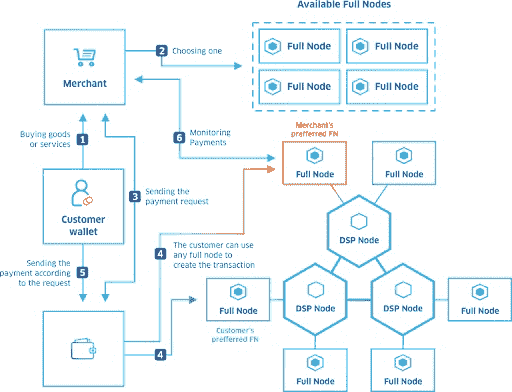 Available Full Nodes
2
Choosing one
Full Node
Full Node
Full Node
Full Node
Merchant
Buying goods
or services
1
6
Monitoring
Payments
Merchant's
preferred FN
Full Node
Full Node
3
Sending the
payment request
Customer
wallet
DSP Node
4
The customer can use
any full node to
create the transaction
Sending the
payment according
to the request
5
DSP Node
DSP Node
Full Node
Full Node
Customer's
preferred FN
4
Full Node
Full Node